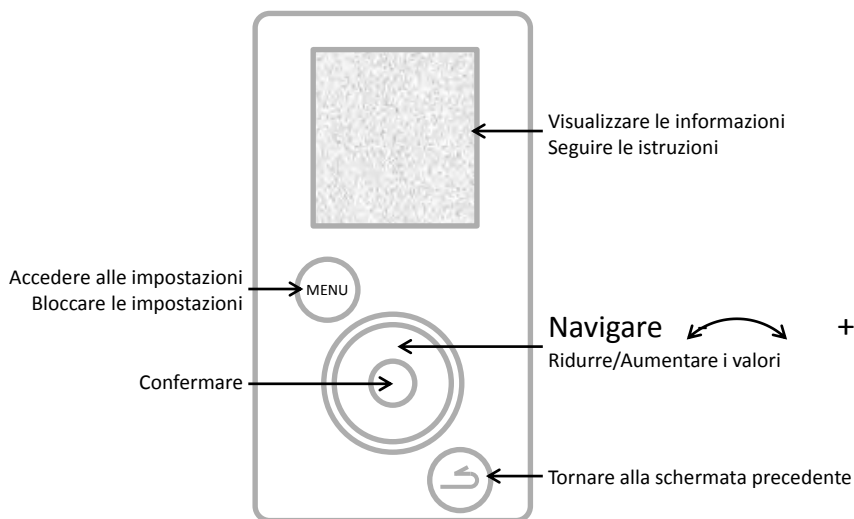 Visualizzare le informazioni
Seguire le istruzioni
Accedere alle impostazioni
Bloccare le impostazioni
MENU
Navigare - +
Ridurre/Aumentare i valori
Confermare
Tornare alla schermata precedente